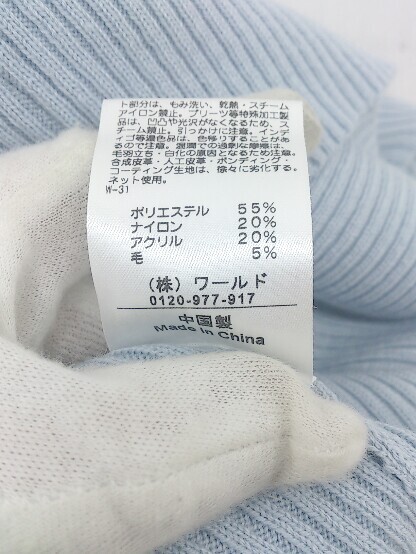 ト部分は、もみ洗い、乾熱・スチーム
アイロン禁止。プリーツ等特殊加工製
品は、凹凸や光沢がなくなるため、ス
チーム禁止。引っかけに注意。インデ
ィゴ等濃色品は、色移りすることがあ
るので注意。湿潤での過剰な摩擦は、
毛羽立ち・白化の原因となるため注意。
合成皮革・人工皮革・ボンディング・
コーティング生地は、徐々に劣化する。
ネット使用。
W-31
ポリエステル 55%
ナイロン 20%
アクリル 20%
毛 5%
(株)ワールド
0120-977-917
中国製
Made in China